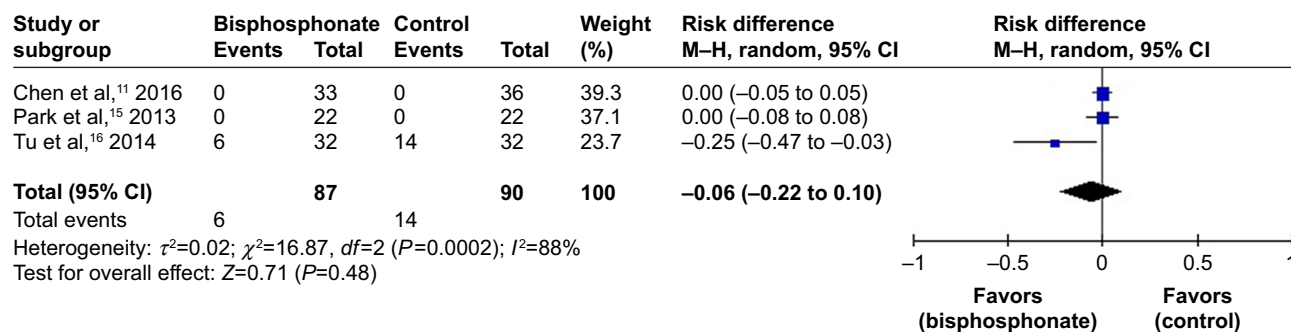 Study or subgroup Bisphosphonate Control Weight (%) Risk difference M–H, random, 95% CI Risk difference M–H, random, 95% CI
Events Total Events Total
Chen et al,¹¹ 2016 0 33 0 36 39.3 0.00 (–0.05 to 0.05)
Park et al,¹⁵ 2013 0 22 0 22 37.1 0.00 (–0.08 to 0.08)
Tu et al,¹⁶ 2014 6 32 14 32 23.7 –0.25 (–0.47 to –0.03)
Total (95% CI) 87 90 100 –0.06 (–0.22 to 0.10)
Total events 6 14
Heterogeneity: τ²=0.02; χ²=16.87, df=2 (P=0.0002); I²=88%
Test for overall effect: Z=0.71 (P=0.48)
–1 –0.5 0 0.5 1
Favors (bisphosphonate) Favors (control)